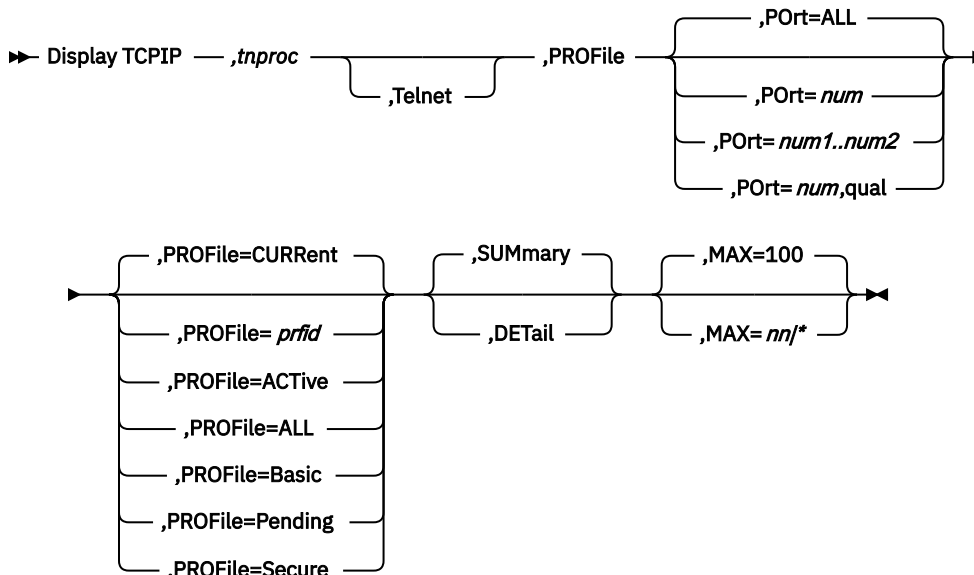 ,POrt=ALL
Display TCPIP ,tnproc ,PROFile
,Telnet
,POrt= num
,POrt= num1..num2
,POrt= num,qual
,PROFile=CURRent ,SUMmary ,MAX=100
,PROFile= prfid ,DETail ,MAX= nn|*
,PROFile=ACTive
,PROFile=ALL
,PROFile=Basic
,PROFile=Pending
,PROFile=Secure